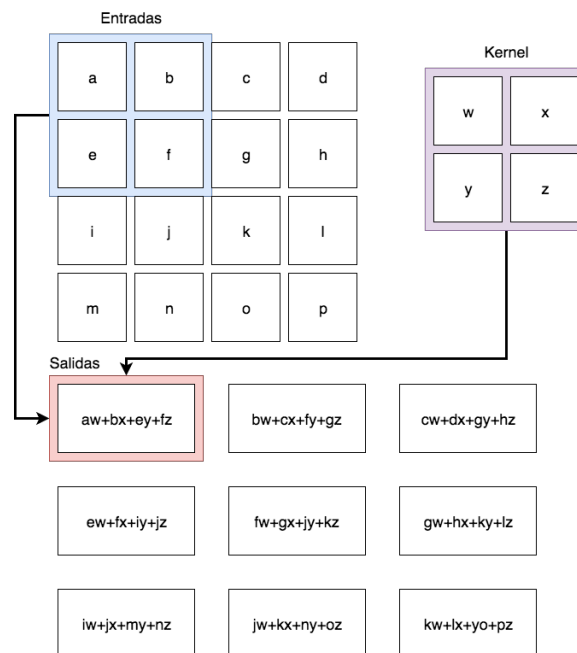 Entradas
Kernel
a b c d
w x
e f g h
y z
i j k l
m n o p
Salidas
aw+bx+ey+fz bw+cx+fy+gz cw+dx+gy+hz
ew+fx+iy+jz fw+gx+jy+kz gw+hx+ky+lz
iw+jx+my+nz jw+kx+ny+oz kw+lx+yo+pz